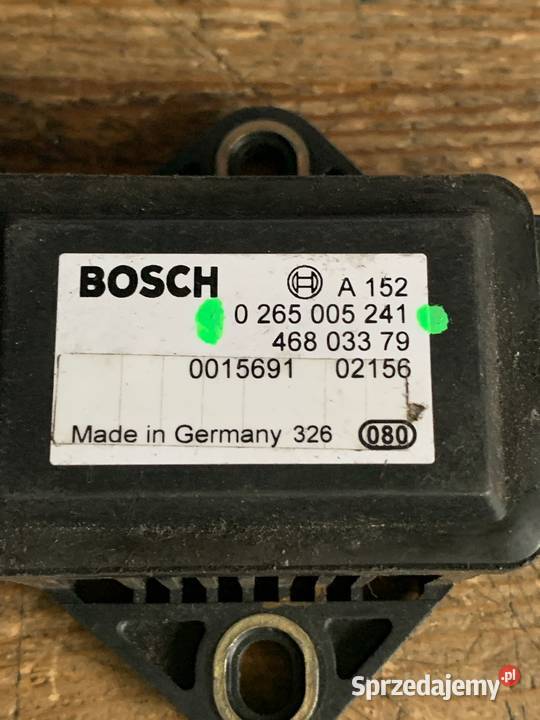 BOSCH A 152
0 265 005 241
468 033 79
0015691 02156
Made in Germany 326 080
Sprzedajemy.pl